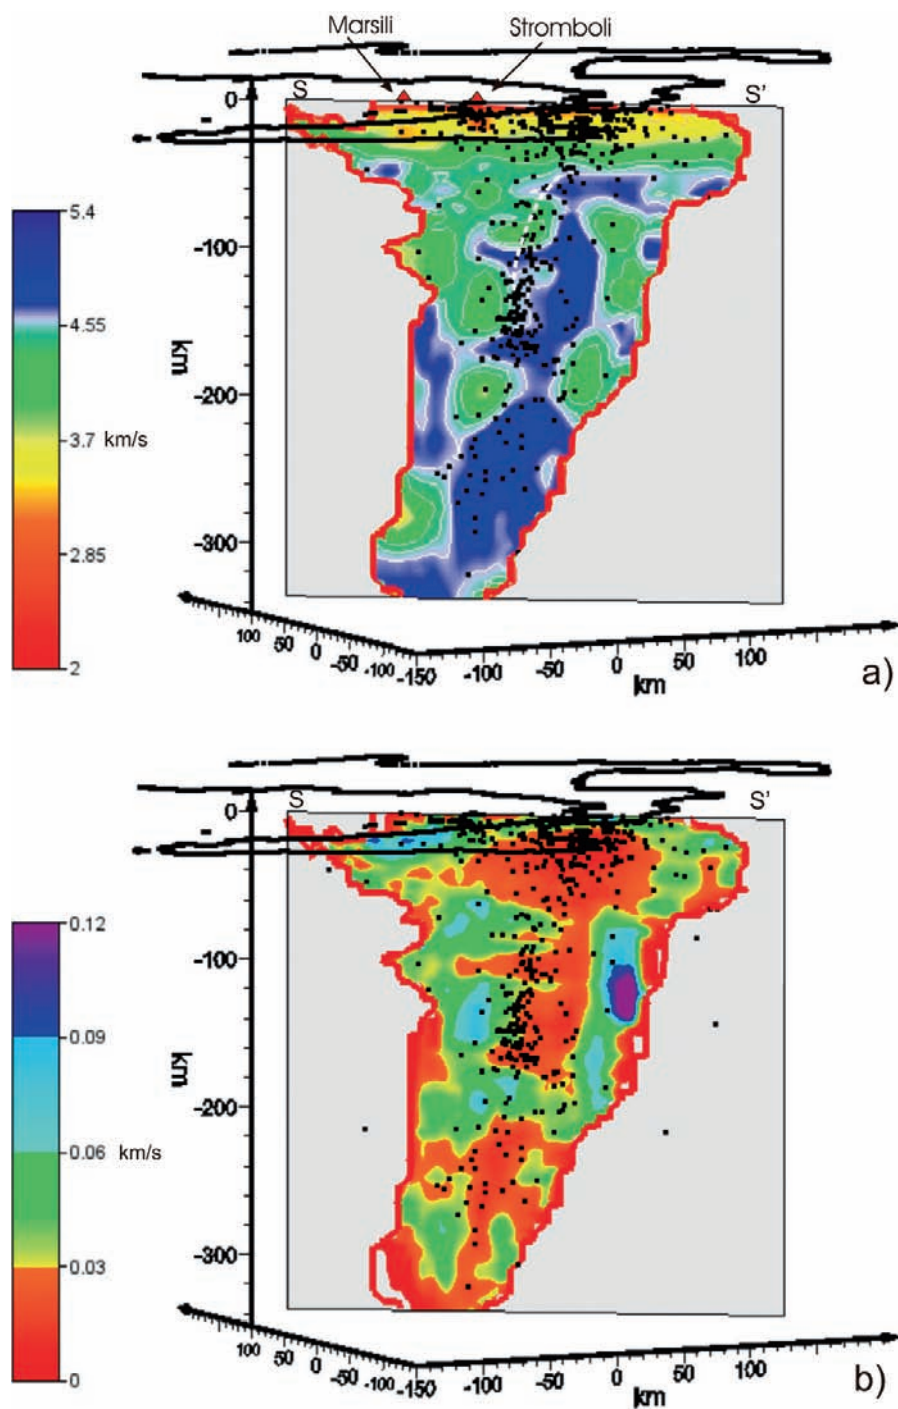 Marsili Stromboli
S S'
0
-100
-200
-300
km
5.4
4.55
3.7 km/s
2.85
2
100 50 0 -50 -100 -150 -100 -50 0 50 100
km
a)
S S'
0
-100
-200
-300
km
0.12
0.09
0.06 km/s
0.03
0
100 50 0 -50 -100 -150 -100 -50 0 50 100
km
b)